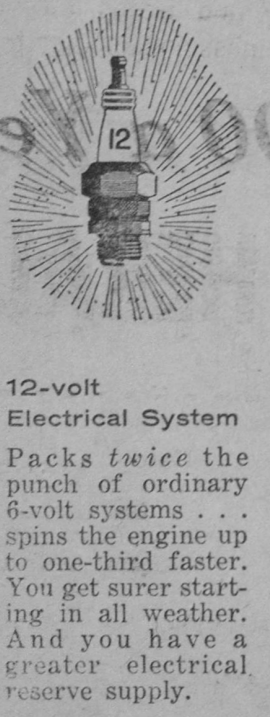 12
12-volt
Electrical System
Packs twice the
punch of ordinary
6-volt systems . . .
spins the engine up
to one-third faster.
You get surer start-
ing in all weather.
And you have a
greater electrical
reserve supply.